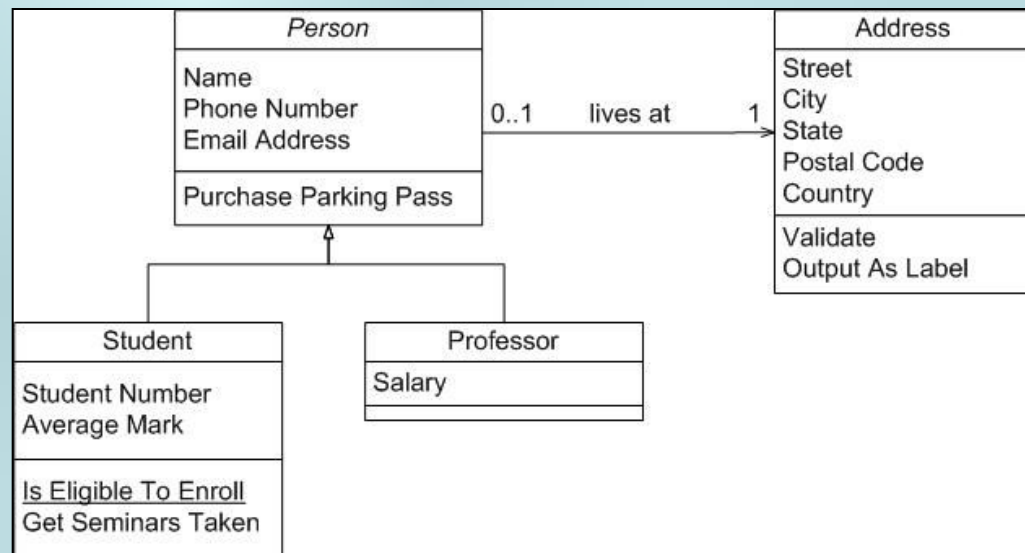 Person
Name
Phone Number
Email Address
Purchase Parking Pass
0..1 lives at 1
Address
Street
City
State
Postal Code
Country
Validate
Output As Label
Student
Student Number
Average Mark
Is Eligible To Enroll
Get Seminars Taken
Professor
Salary